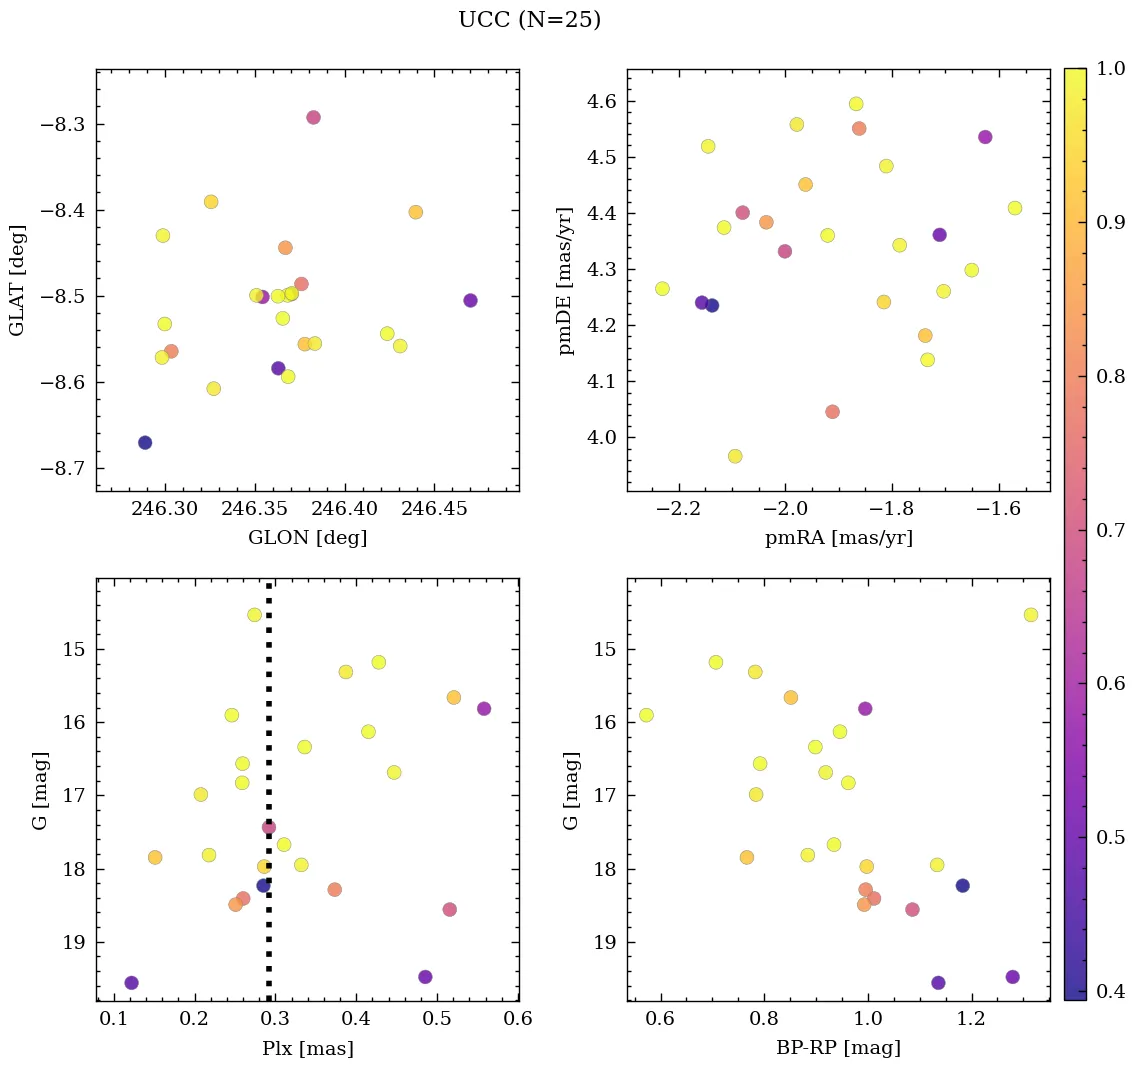 UCC (N=25)
−8.3
−8.4
−8.5
−8.6
−8.7
GLAT [deg]
246.30 246.35 246.40 246.45
GLON [deg]
4.6
4.5
4.4
4.3
4.2
4.1
4.0
pmDE [mas/yr]
−2.2 −2.0 −1.8 −1.6
pmRA [mas/yr]
1.0
0.9
0.8
0.7
0.6
0.5
0.4
15
16
17
18
19
G [mag]
0.1 0.2 0.3 0.4 0.5 0.6
Plx [mas]
15
16
17
18
19
G [mag]
0.6 0.8 1.0 1.2
BP-RP [mag]